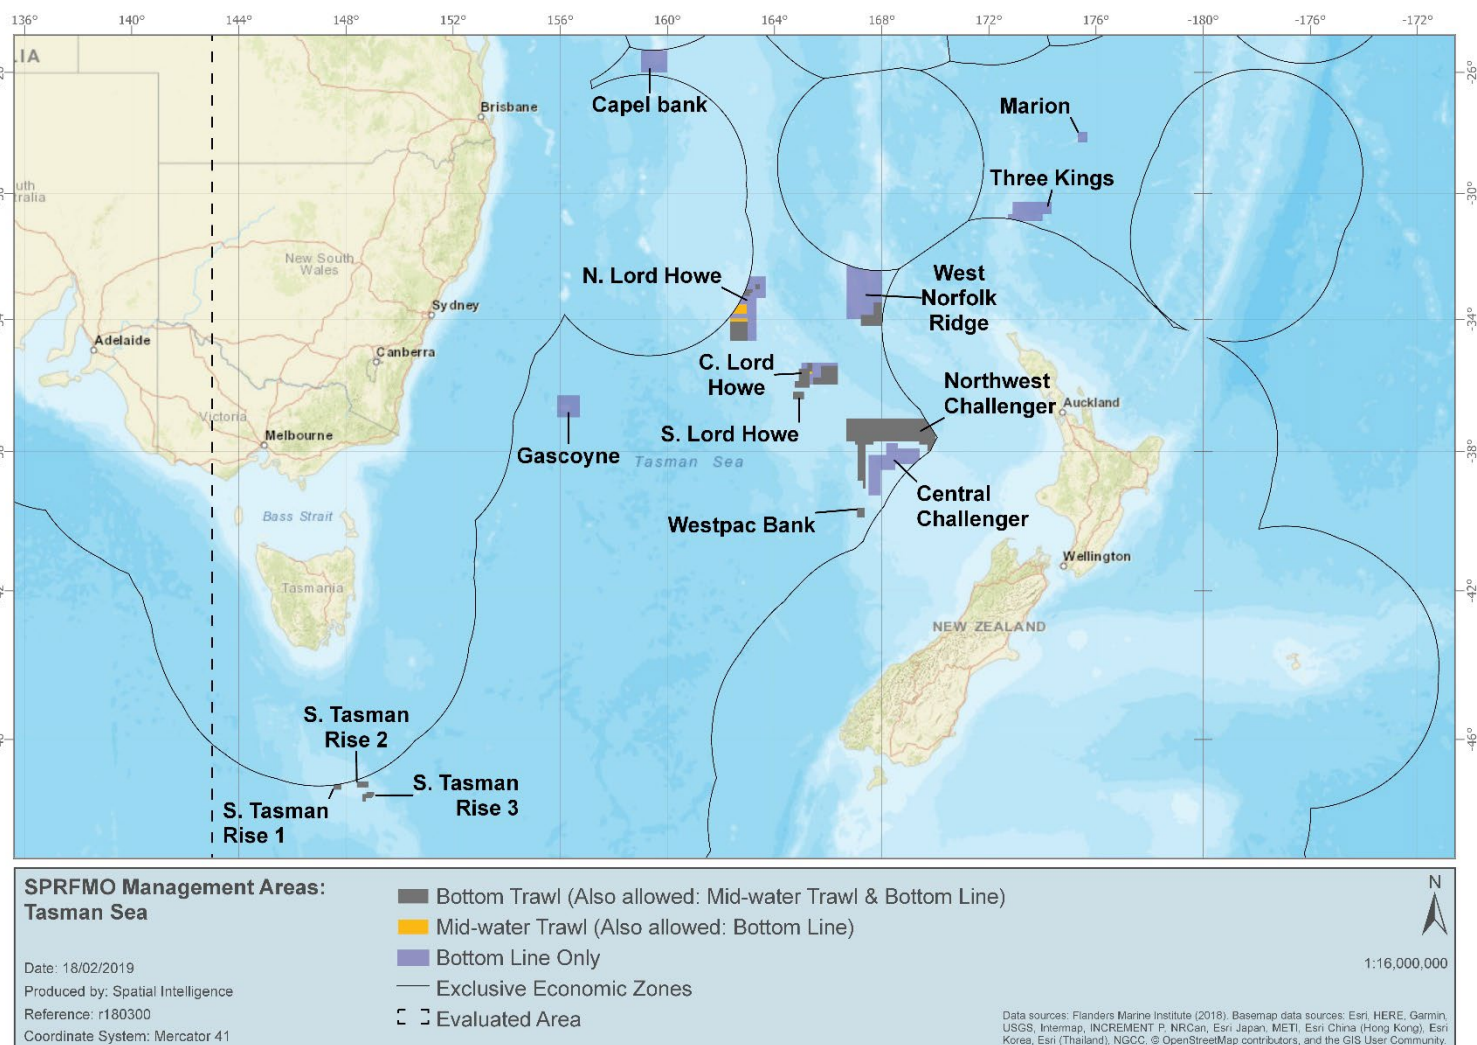 136° 140° 144° 148° 152° 156° 160° 164° 168° 172° 176° -180° -176° -172°
LIA
Capel bank
-26°
Brisbane
Marion
Three Kings
uth
tralia
-30°
New South
Wales
N. Lord Howe
West
Norfolk
Ridge
Sydney
-34°
Adelaide
Canberra
C. Lord
Howe
Northwest
Challenger
Auckland
Victoria
Melbourne
S. Lord Howe
Gascoyne
Tasman Sea
-38°
Central
Challenger
Bass Strait
Westpac Bank
Wellington
Tasmania
-42°
NEW ZEALAND
S. Tasman
Rise 2
-46°
S. Tasman
Rise 3
S. Tasman
Rise 1
SPRFMO Management Areas:
Tasman Sea
Date: 18/02/2019
Produced by: Spatial Intelligence
Reference: r180300
Coordinate System: Mercator 41
Bottom Trawl (Also allowed: Mid-water Trawl & Bottom Line)
Mid-water Trawl (Also allowed: Bottom Line)
Bottom Line Only
Exclusive Economic Zones
Evaluated Area
N
1:16,000,000
Data sources: Flanders Marine Institute (2018). Basemap data sources: Esri, HERE, Garmin,
USGS, Intermap, INCREMENT P, NRCan, Esri Japan, METI, Esri China (Hong Kong), Esri
Korea, Esri (Thailand), NGCC, © OpenStreetMap contributors, and the GIS User Community.